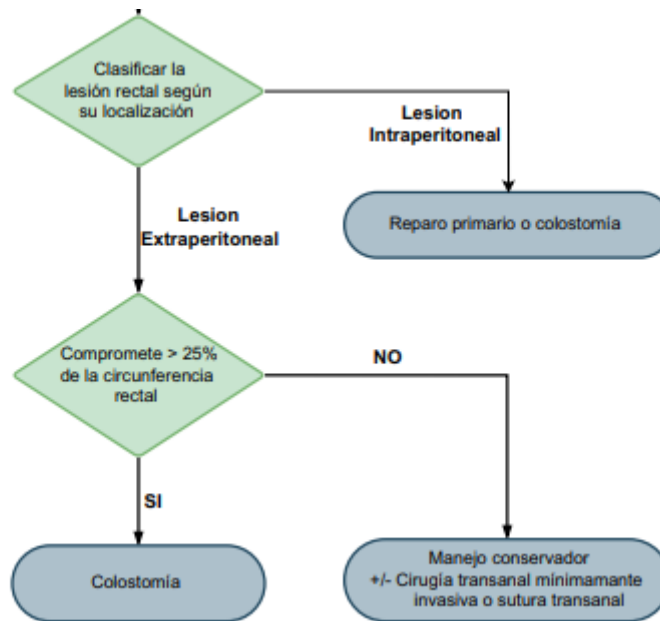 Clasificar la
lesión rectal según
su localización
Lesion
Intraperitoneal
Reparo primario o colostomía
Lesion
Extraperitoneal
Compromete > 25%
de la circunferencia
rectal
NO
SI
Colostomía
Manejo conservador
+/- Cirugía transanal mínimamante
invasiva o sutura transanal